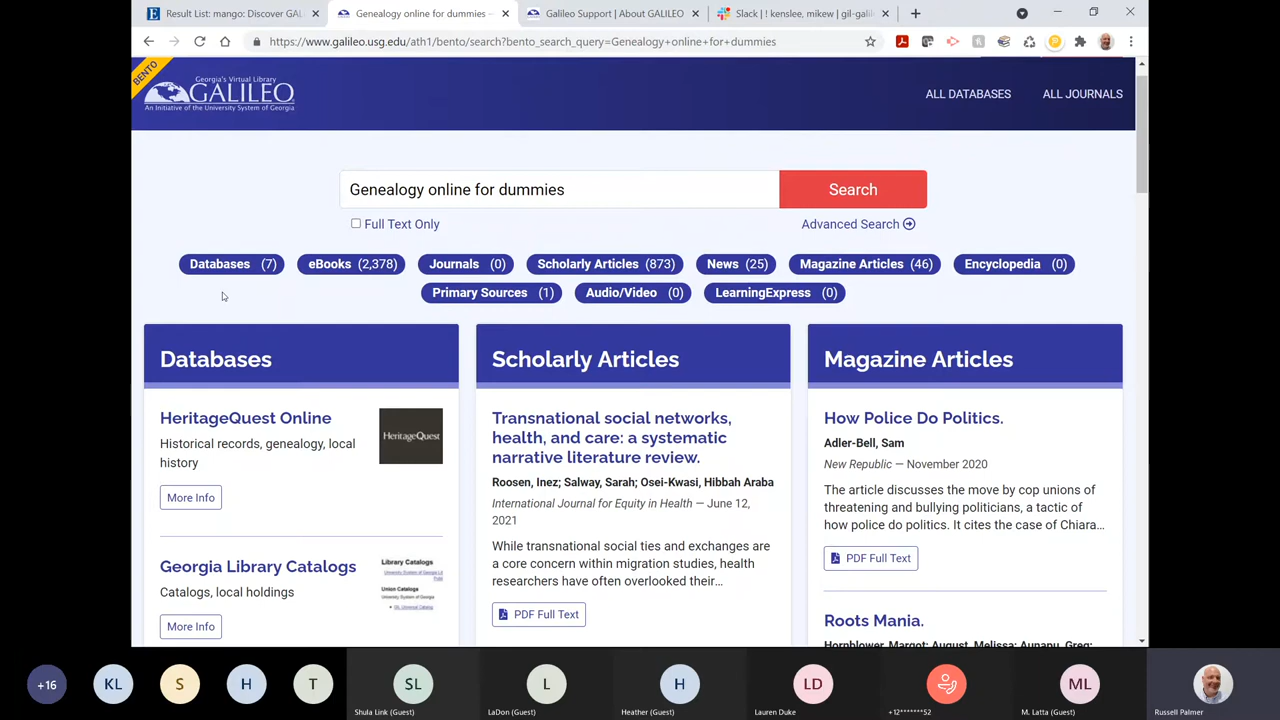 Result List: mango: Discover GAL
Genealogy online for dummies –
Galileo Support | About GALILEO
Slack | ! kenslee, mikew | gil-gali
https://www.galileo.usg.edu/ath1/bento/search?bento_search_query=Genealogy+online+for+dummies
BENTO
Georgia's Virtual Library
GALILEO
An Initiative of the University System of Georgia
ALL DATABASES
ALL JOURNALS
Genealogy online for dummies
Search
Full Text Only
Advanced Search
Databases (7)
eBooks (2,378)
Journals (0)
Scholarly Articles (873)
News (25)
Magazine Articles (46)
Encyclopedia (0)
Primary Sources (1)
Audio/Video (0)
LearningExpress (0)
Databases
HeritageQuest Online
Historical records, genealogy, local
history
HeritageQuest
More Info
Georgia Library Catalogs
Catalogs, local holdings
Library Catalogs
Union Catalogs
More Info
Scholarly Articles
Transnational social networks,
health, and care: a systematic
narrative literature review.
Roosen, Inez; Salway, Sarah; Osei-Kwasi, Hibbah Araba
International Journal for Equity in Health — June 12,
2021
While transnational social ties and exchanges are
a core concern within migration studies, health
researchers have often overlooked their...
PDF Full Text
Magazine Articles
How Police Do Politics.
Adler-Bell, Sam
New Republic — November 2020
The article discusses the move by cop unions of
threatening and bullying politicians, a tactic of
how police do politics. It cites the case of Chiara...
PDF Full Text
Roots Mania.
Hornblower, Margot; August, Melissa; Aunapu, Greg;
+16
KL
S
H
T
SL
Shula Link (Guest)
L
LaDon (Guest)
H
Heather (Guest)
LD
Lauren Duke
+12*******52
ML
M. Latta (Guest)
Russell Palmer